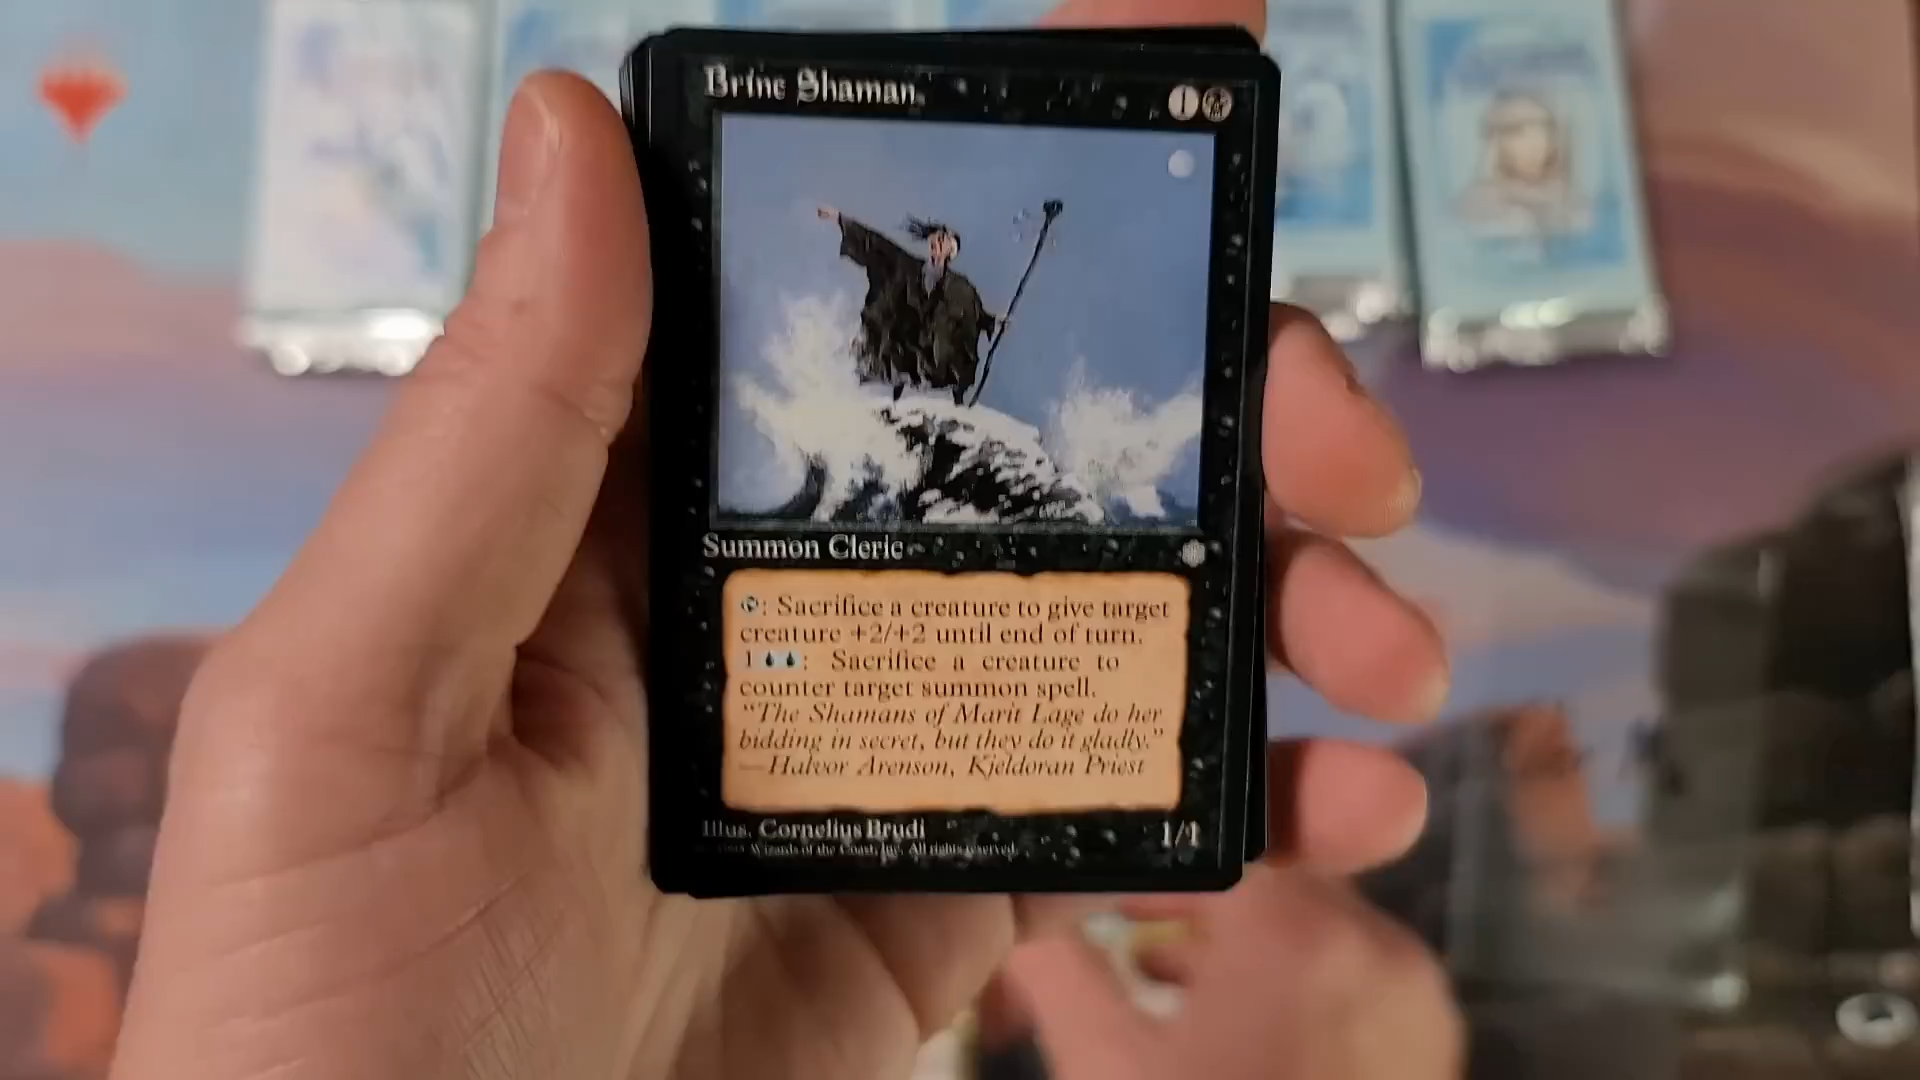 Brine Shaman
1
Summon Cleric
: Sacrifice a creature to give target
creature +2/+2 until end of turn.
1 : Sacrifice a creature to
counter target summon spell.
"The Shamans of Marit Lage do her
bidding in secret, but they do it gladly."
—Halvor Arenson, Kjeldoran Priest
Illus. Cornelius Brudi
1/1
Wizards of the Coast, Inc. All rights reserved.